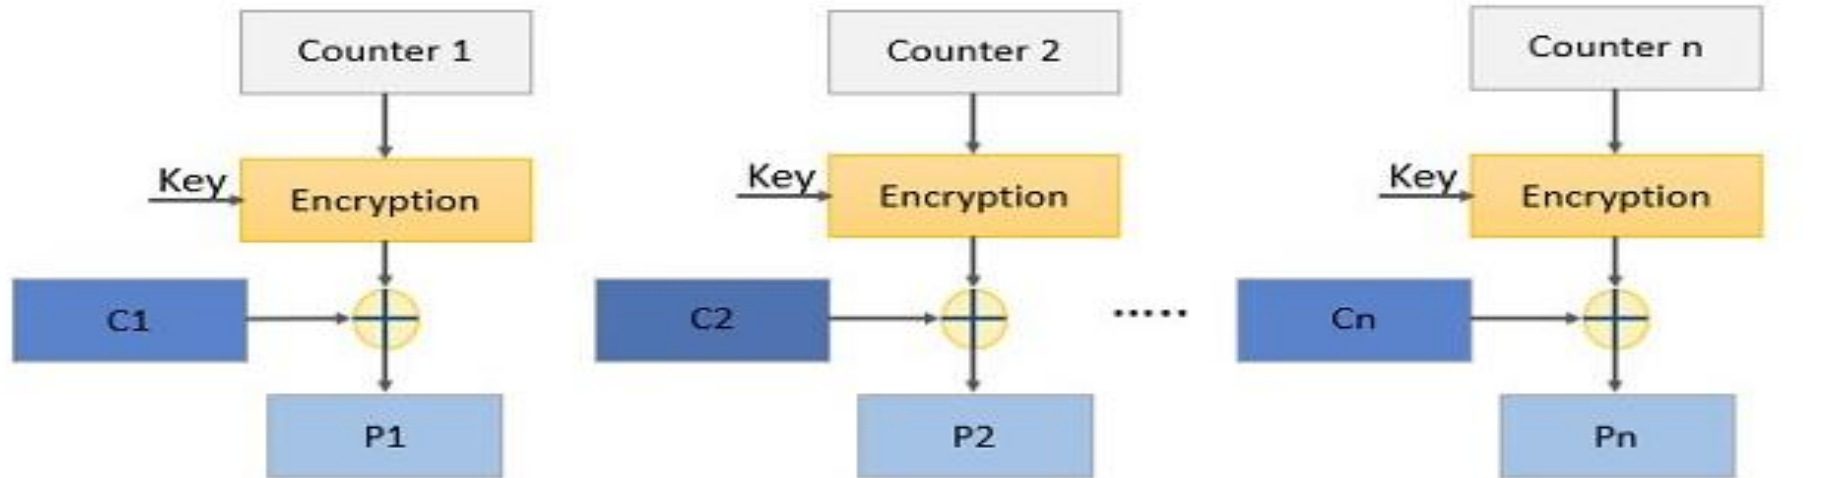 Counter 1
Counter 2
Counter n
Key
Encryption
Key
Encryption
Key
Encryption
C1
C2
.....
Cn
P1
P2
Pn